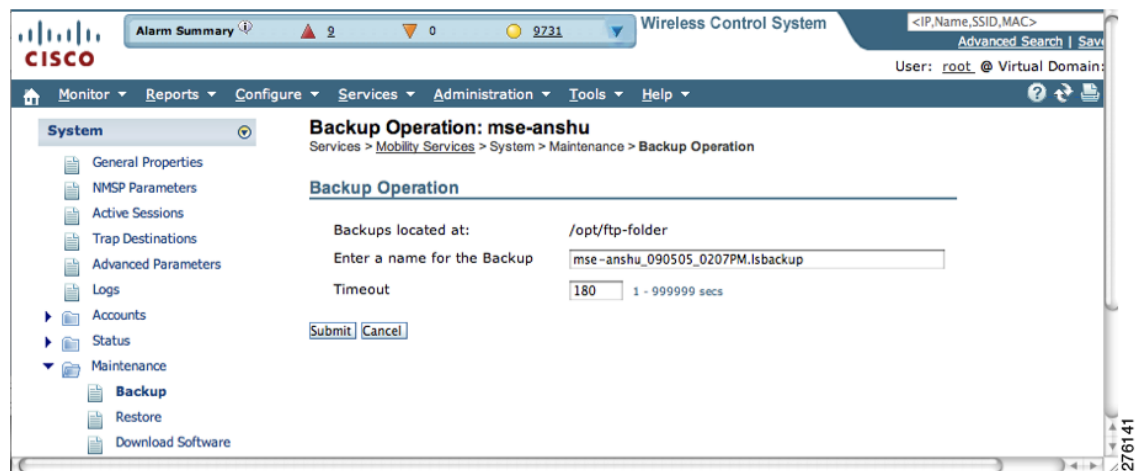 Alarm Summary
9
0
9731
Wireless Control System
<IP,Name,SSID,MAC>
Advanced Search | Save
CISCO
User: root @ Virtual Domain:
Monitor Reports Configure Services Administration Tools Help
System
General Properties
NMSP Parameters
Active Sessions
Trap Destinations
Advanced Parameters
Logs
Accounts
Status
Maintenance
Backup
Restore
Download Software
Backup Operation: mse-anshu
Services > Mobility Services > System > Maintenance > Backup Operation
Backup Operation
Backups located at: /opt/ftp-folder
Enter a name for the Backup mse-anshu_090505_0207PM.lsbackup
Timeout 180 1 - 999999 secs
Submit Cancel
276141